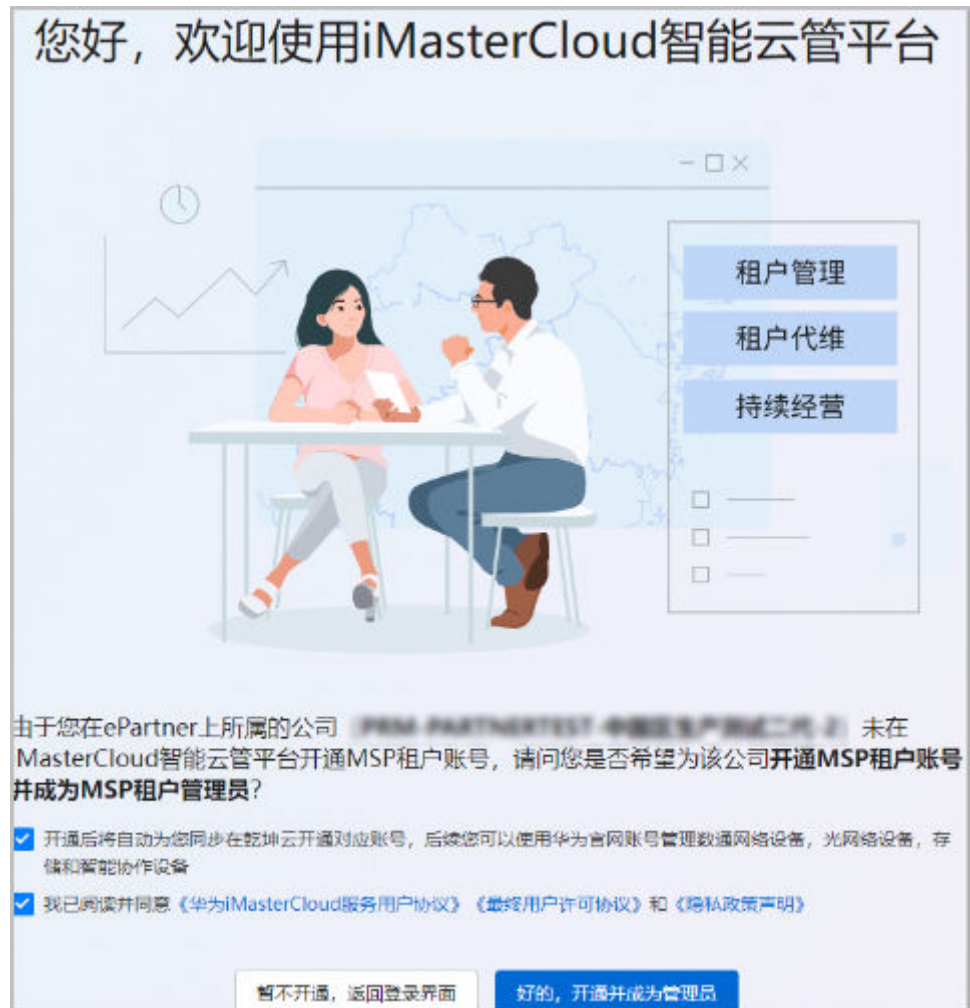 您好，欢迎使用iMasterCloud智能云管平台
租户管理
租户代维
持续经营
由于您在ePartner上所属的公司 未在
MasterCloud智能云管平台开通MSP租户账号，请问您是否希望为该公司开通MSP租户账号
并成为MSP租户管理员?
开通后将自动为您同步在乾坤云开通对应账号，后续您可以使用华为官网账号管理数通网络设备，光网络设备，存
储和智能协作设备
我已阅读并同意《华为iMasterCloud服务用户协议》《最终用户许可协议》和《隐私政策声明》
暂不开通，返回登录界面
好的，开通并成为管理员